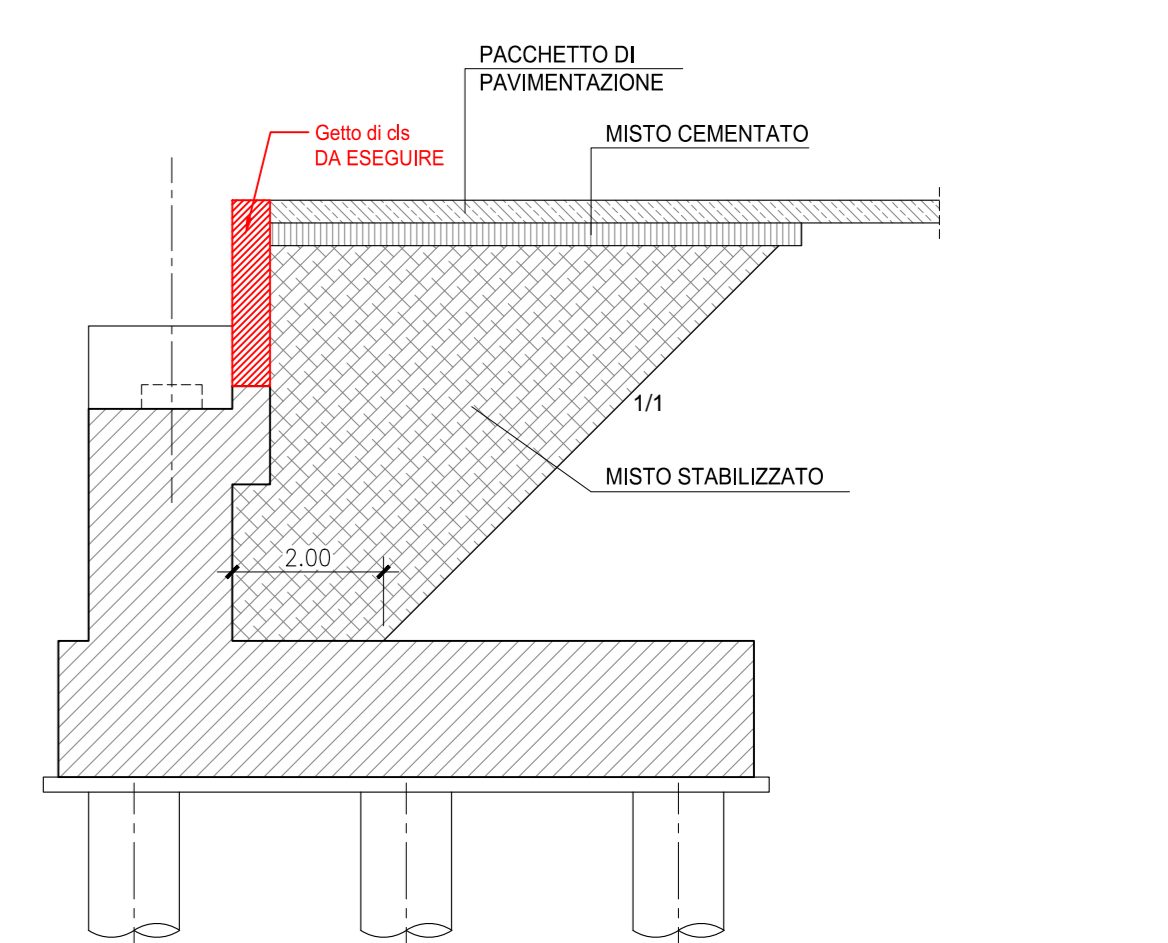 PACCHETTO DI
PAVIMENTAZIONE
Getto di cls
DA ESEGUIRE
MISTO CEMENTATO
1/1
MISTO STABILIZZATO
2.00